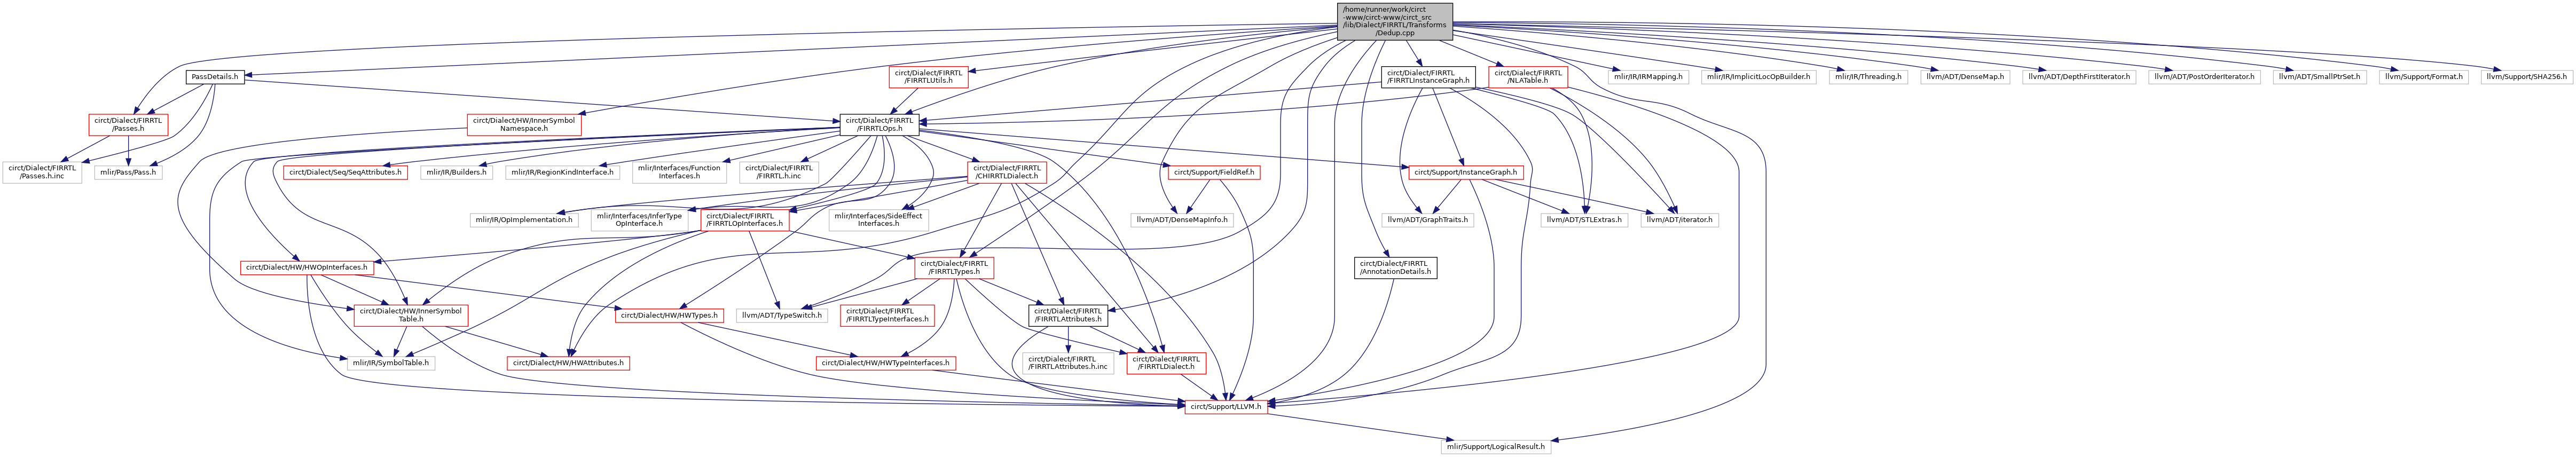 /home/runner/work/circt
-www/circt-www/circt_src
/lib/Dialect/FIRRTL/Transforms
/Dedup.cpp
PassDetails.h
circt/Dialect/FIRRTL
/FIRRTLUtils.h
circt/Dialect/FIRRTL
/FIRRTLInstanceGraph.h
circt/Dialect/FIRRTL
/NLATable.h
mlir/IR/IRMapping.h
mlir/IR/ImplicitLocOpBuilder.h
mlir/IR/Threading.h
llvm/ADT/DenseMap.h
llvm/ADT/DepthFirstIterator.h
llvm/ADT/PostOrderIterator.h
llvm/ADT/SmallPtrSet.h
llvm/Support/Format.h
llvm/Support/SHA256.h
circt/Dialect/FIRRTL
/Passes.h
circt/Dialect/HW/InnerSymbol
Namespace.h
circt/Dialect/FIRRTL
/FIRRTLOps.h
circt/Dialect/FIRRTL
/Passes.h.inc
mlir/Pass/Pass.h
circt/Dialect/Seq/SeqAttributes.h
mlir/IR/Builders.h
mlir/IR/RegionKindInterface.h
mlir/Interfaces/Function
Interfaces.h
circt/Dialect/FIRRTL
/FIRRTL.h.inc
circt/Dialect/FIRRTL
/CHIRRTLDialect.h
circt/Support/FieldRef.h
circt/Support/InstanceGraph.h
mlir/IR/OpImplementation.h
mlir/Interfaces/InferType
OpInterface.h
circt/Dialect/FIRRTL
/FIRRTLOpInterfaces.h
mlir/Interfaces/SideEffect
Interfaces.h
llvm/ADT/DenseMapInfo.h
llvm/ADT/GraphTraits.h
llvm/ADT/STLExtras.h
llvm/ADT/iterator.h
circt/Dialect/HW/HWOpInterfaces.h
circt/Dialect/FIRRTL
/FIRRTLTypes.h
circt/Dialect/FIRRTL
/AnnotationDetails.h
circt/Dialect/HW/InnerSymbol
Table.h
circt/Dialect/HW/HWTypes.h
llvm/ADT/TypeSwitch.h
circt/Dialect/FIRRTL
/FIRRTLTypeInterfaces.h
circt/Dialect/FIRRTL
/FIRRTLAttributes.h
mlir/IR/SymbolTable.h
circt/Dialect/HW/HWAttributes.h
circt/Dialect/HW/HWTypeInterfaces.h
circt/Dialect/FIRRTL
/FIRRTLAttributes.h.inc
circt/Dialect/FIRRTL
/FIRRTLDialect.h
circt/Support/LLVM.h
mlir/Support/LogicalResult.h